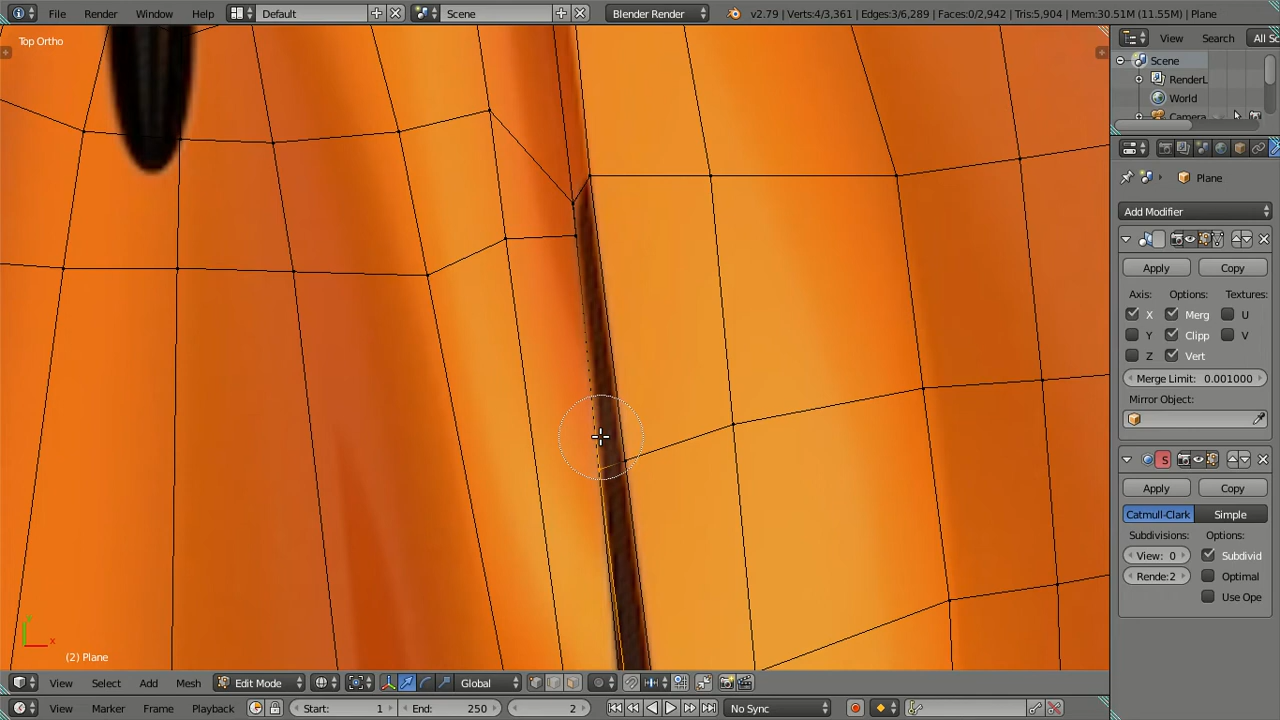 File Render Window Help Default Scene Blender Render v2.79 | Verts:4/3,361 | Edges:3/6,289 | Faces:0/2,942 | Tris:5,904 | Mem:30.51M (11.55M) | Plane
Top Ortho
View Search All Sc
Scene
RenderL
World
Camera
Plane
Add Modifier
Apply Copy
Axis: Options: Textures:
X Merg U
Y Clipp V
Z Vert
Merge Limit: 0.001000
Mirror Object:
S
Apply Copy
Catmull-Clark Simple
Subdivisions: Options:
View: 0 Subdivid
Rende:2 Optimal
Use Ope
y
x
(2) Plane
View Select Add Mesh Edit Mode Global
View Marker Frame Playback Start: 1 End: 250 2 No Sync